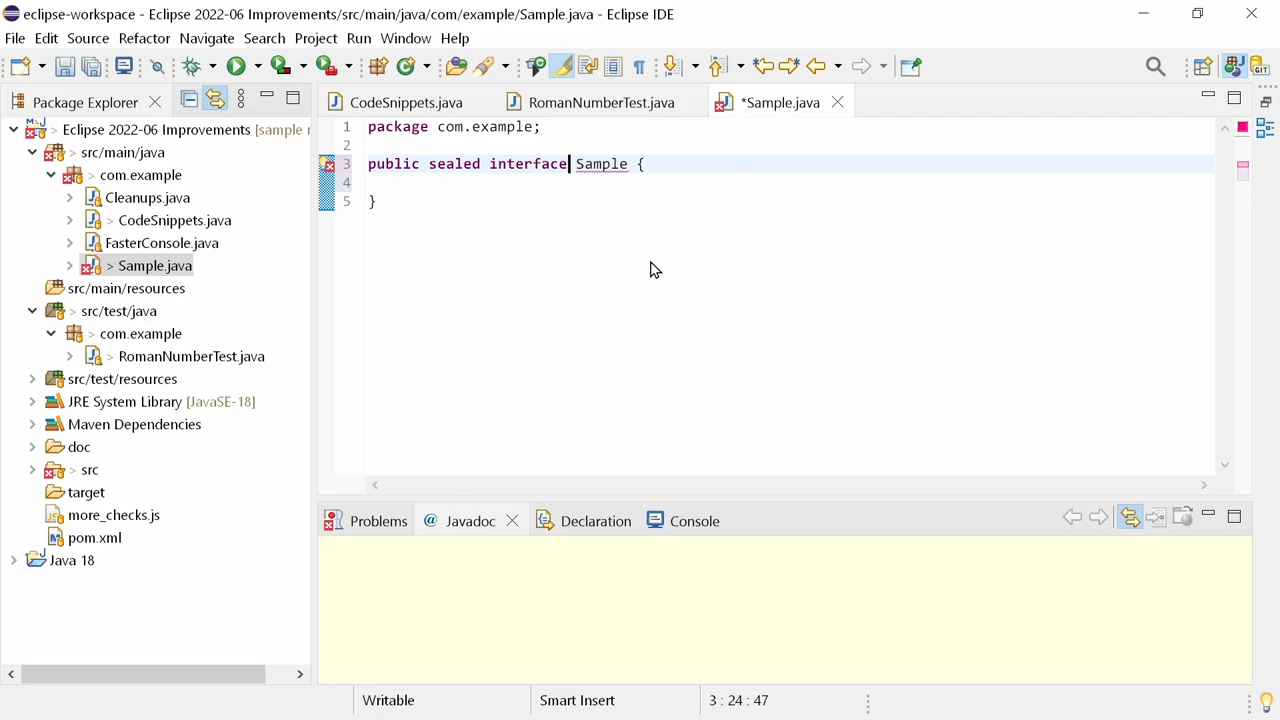 eclipse-workspace - Eclipse 2022-06 Improvements/src/main/java/com/example/Sample.java - Eclipse IDE
File Edit Source Refactor Navigate Search Project Run Window Help
Package Explorer
CodeSnippets.java RomanNumberTest.java *Sample.java
> Eclipse 2022-06 Improvements [sample r
> src/main/java
> com.example
Cleanups.java
> CodeSnippets.java
FasterConsole.java
> Sample.java
src/main/resources
> src/test/java
> com.example
> RomanNumberTest.java
src/test/resources
JRE System Library [JavaSE-18]
Maven Dependencies
doc
> src
target
more_checks.js
pom.xml
Java 18
1 package com.example;
2
3 public sealed interface Sample {
4
5 }
Problems @ Javadoc Declaration Console
Writable Smart Insert 3 : 24 : 47